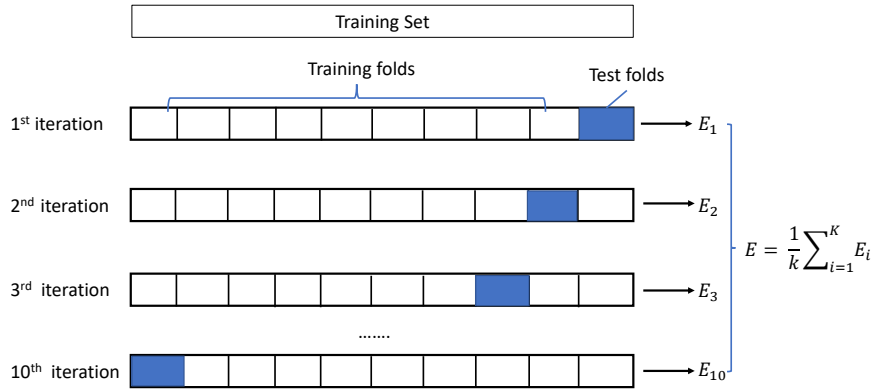 Training Set
Training folds
Test folds
1st iteration
E1
2nd iteration
E2
E = 1/k ∑_{i=1}^{K} Ei
3rd iteration
E3
.......
10th iteration
E10